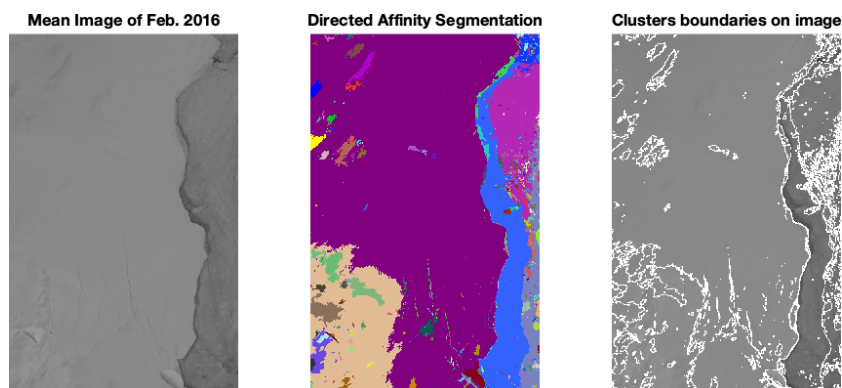 Mean Image of Feb. 2016
Directed Affinity Segmentation
Clusters boundaries on image